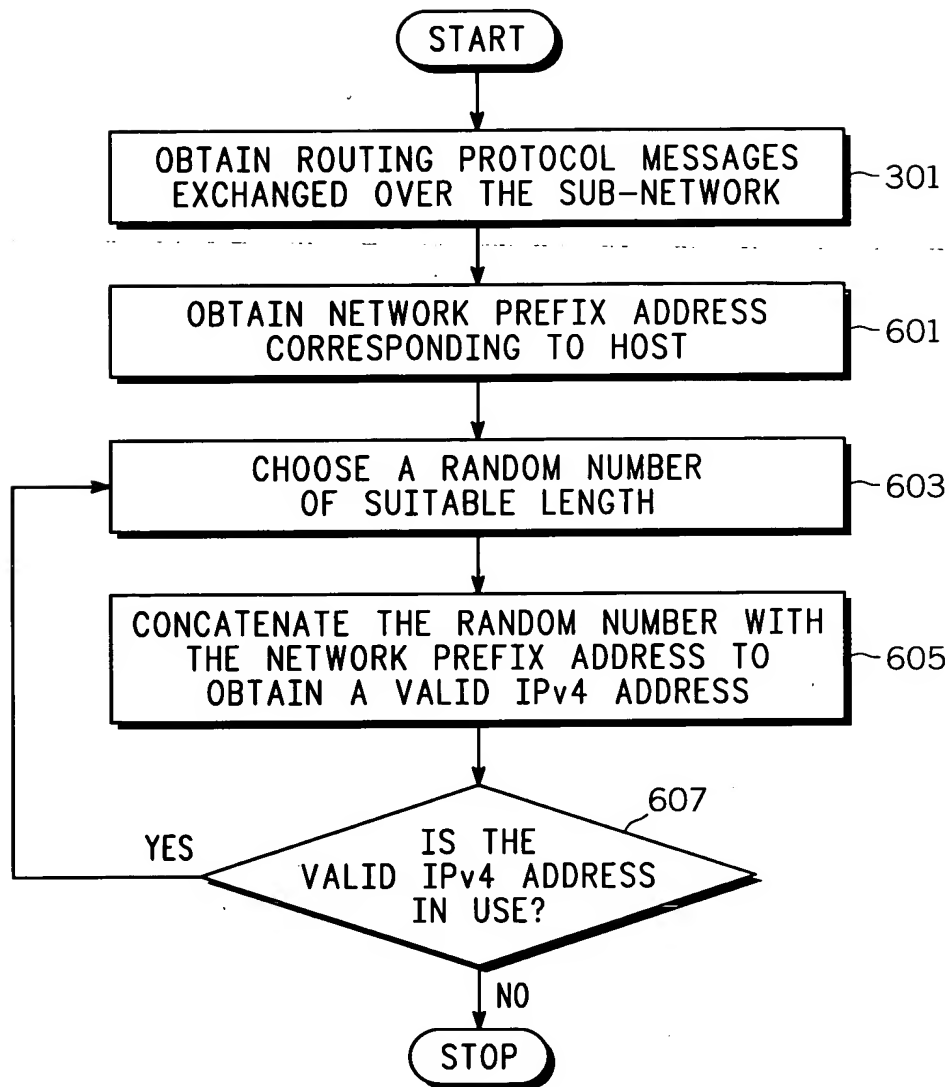 START
OBTAIN ROUTING PROTOCOL MESSAGES
EXCHANGED OVER THE SUB-NETWORK
301
OBTAIN NETWORK PREFIX ADDRESS
CORRESPONDING TO HOST
601
CHOOSE A RANDOM NUMBER
OF SUITABLE LENGTH
603
CONCATENATE THE RANDOM NUMBER WITH
THE NETWORK PREFIX ADDRESS TO
OBTAIN A VALID IPv4 ADDRESS
605
607
YES
IS THE
VALID IPv4 ADDRESS
IN USE?
NO
STOP